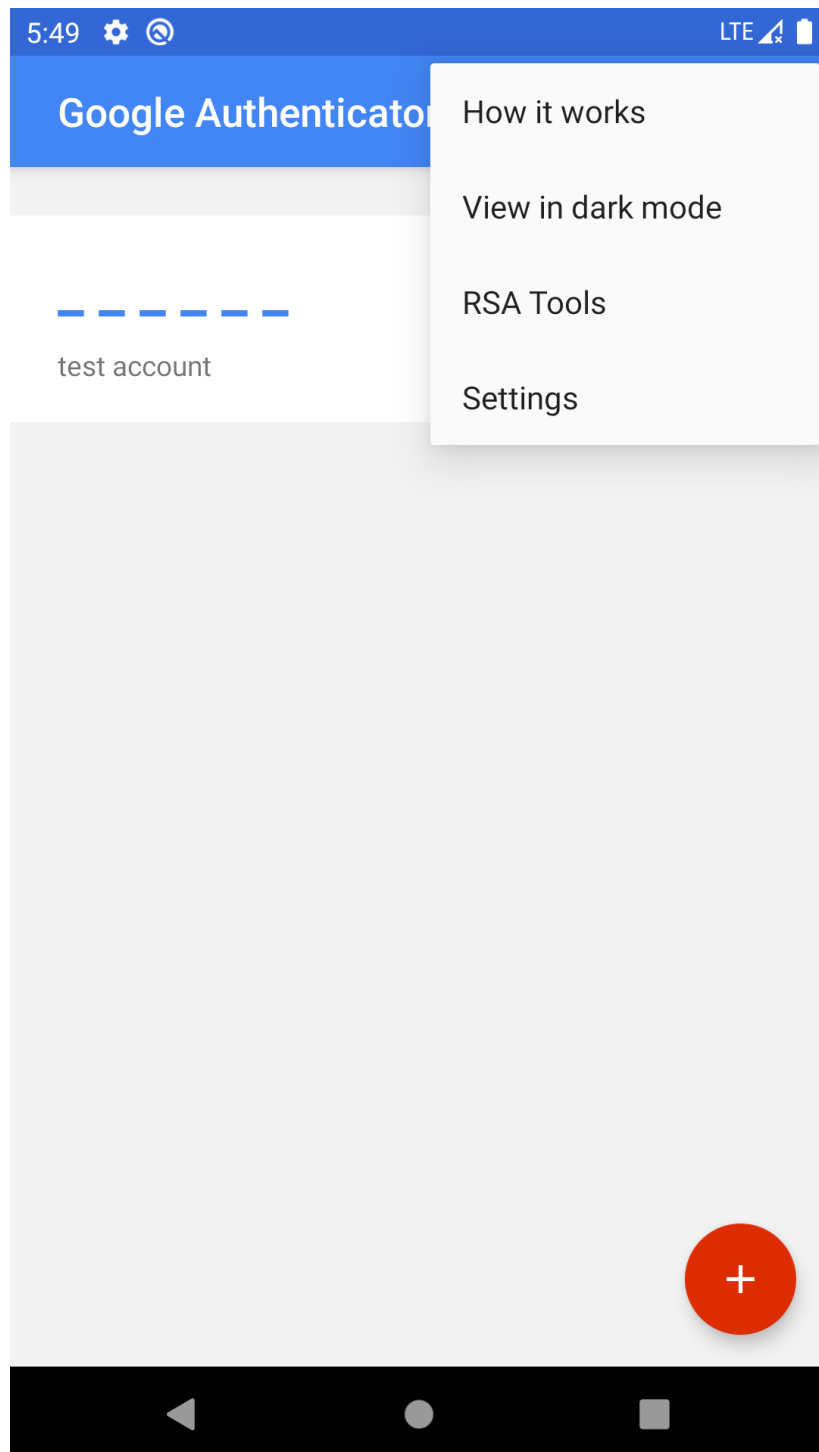 5:49 LTE
Google Authenticator
How it works
View in dark mode
RSA Tools
Settings
test account